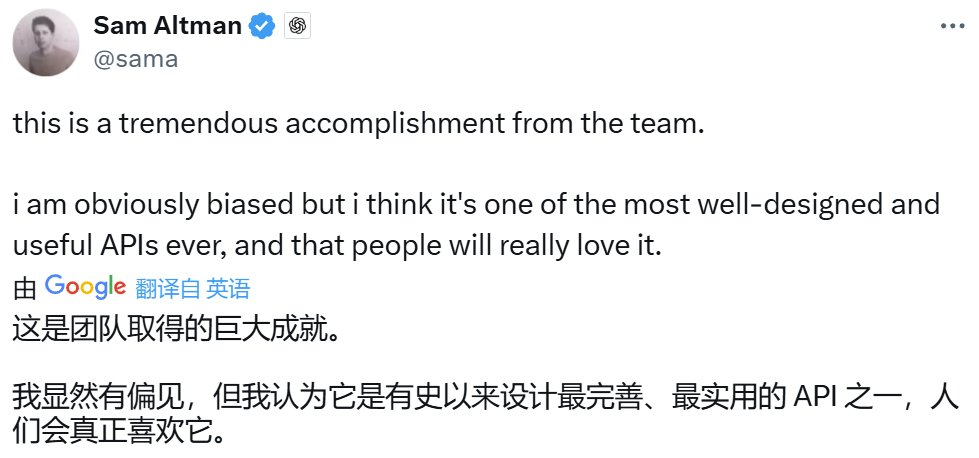 Sam Altman
@sama
this is a tremendous accomplishment from the team.
i am obviously biased but i think it's one of the most well-designed and
useful APIs ever, and that people will really love it.
由 Google 翻译自 英语
这是团队取得的巨大成就。
我显然有偏见，但我认为它是有史以来设计最完善、最实用的 API 之一，人
们会真正喜欢它。